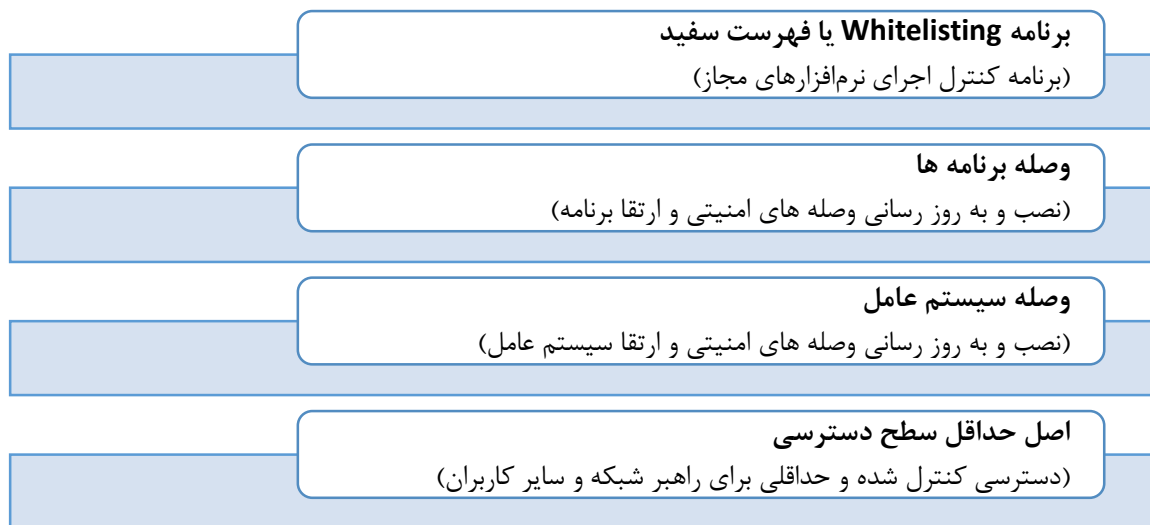 برنامه Whitelisting یا فهرست سفید
(برنامه کنترل اجرای نرم‌افزارهای مجاز)
وصله برنامه ها
(نصب و به روز رسانی وصله های امنیتی و ارتقا برنامه)
وصله سیستم عامل
(نصب و به روز رسانی وصله های امنیتی و ارتقا سیستم عامل)
اصل حداقل سطح دسترسی
(دسترسی کنترل شده و حداقلی برای راهبر شبکه و سایر کاربران)